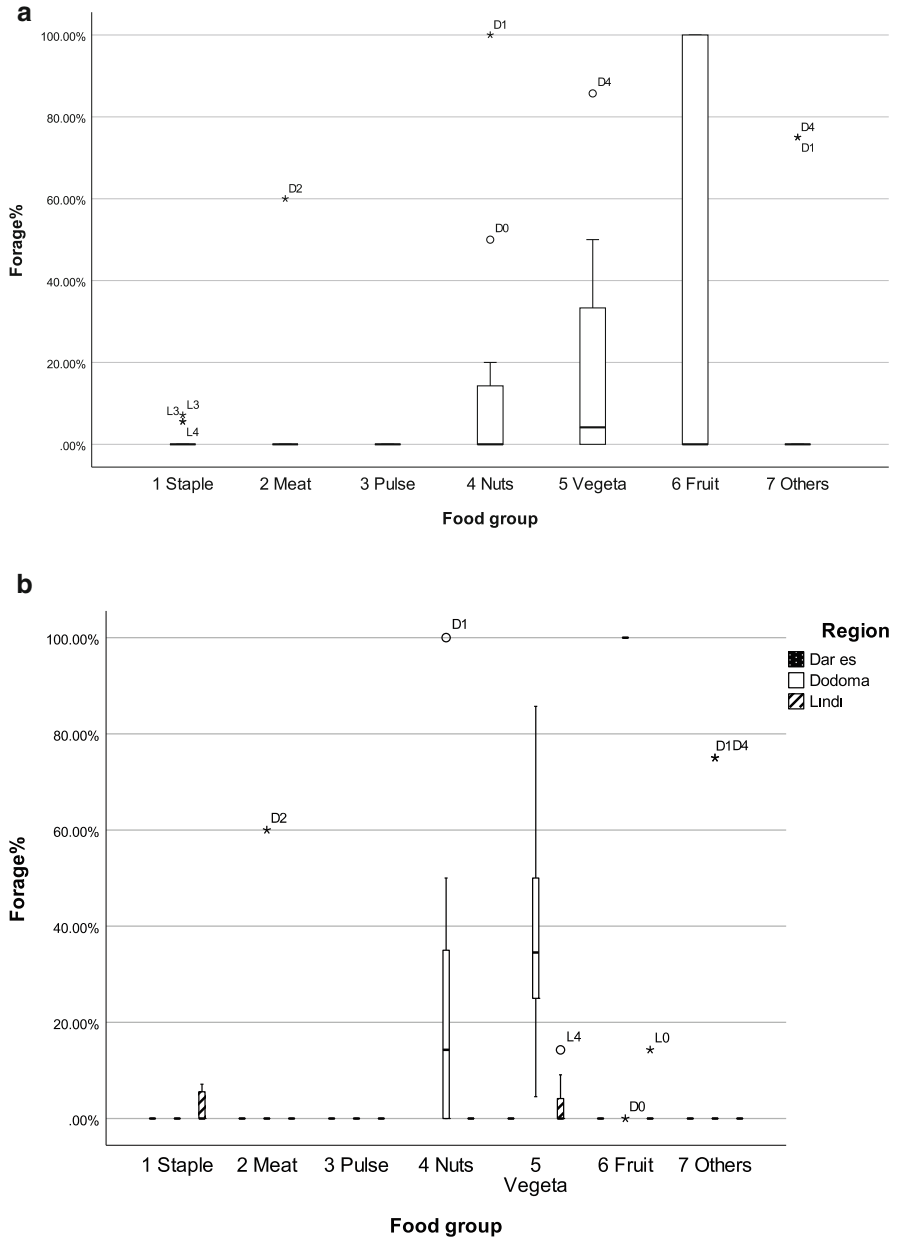 a
100.00%
80.00%
60.00%
40.00%
20.00%
.00%
Forage%
D1
D4
D4
D1
D2
D0
L3 L3
L4
1 Staple 2 Meat 3 Pulse 4 Nuts 5 Vegeta 6 Fruit 7 Others
Food group
b
100.00%
80.00%
60.00%
40.00%
20.00%
.00%
Forage%
D1
D1D4
D2
L4
L0
D0
Region
Dar es
Dodoma
Lındı
1 Staple 2 Meat 3 Pulse 4 Nuts 5 6 Fruit 7 Others
Vegeta
Food group